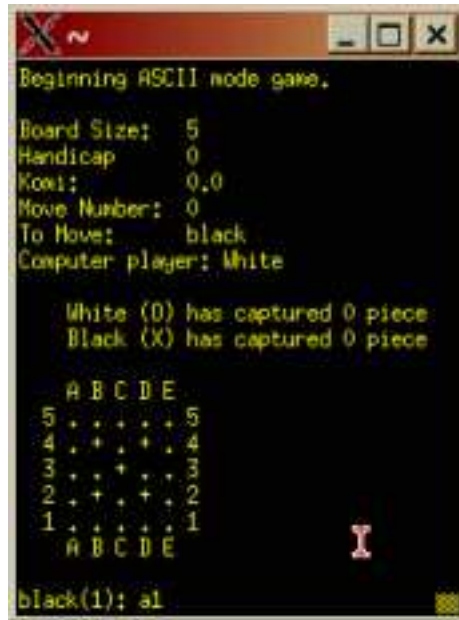 ~
Beginning ASCII mode game.
Board Size: 5
Handicap 0
Komi: 0.0
Move Number: 0
To Move: black
Computer player: White
White (O) has captured 0 piece
Black (X) has captured 0 piece
A B C D E
5 . . . . . 5
4 . + . + . 4
3 . . + . . 3
2 . + . + . 2
1 . . . . . 1
A B C D E
black(1): a1